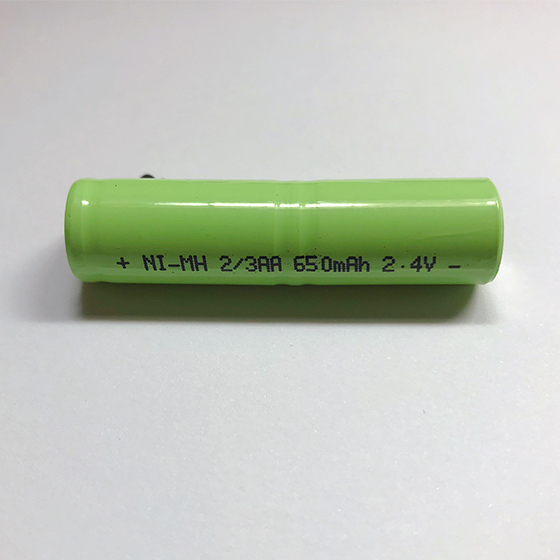 + NI-MH 2/3AA 650mAh 2.4V -